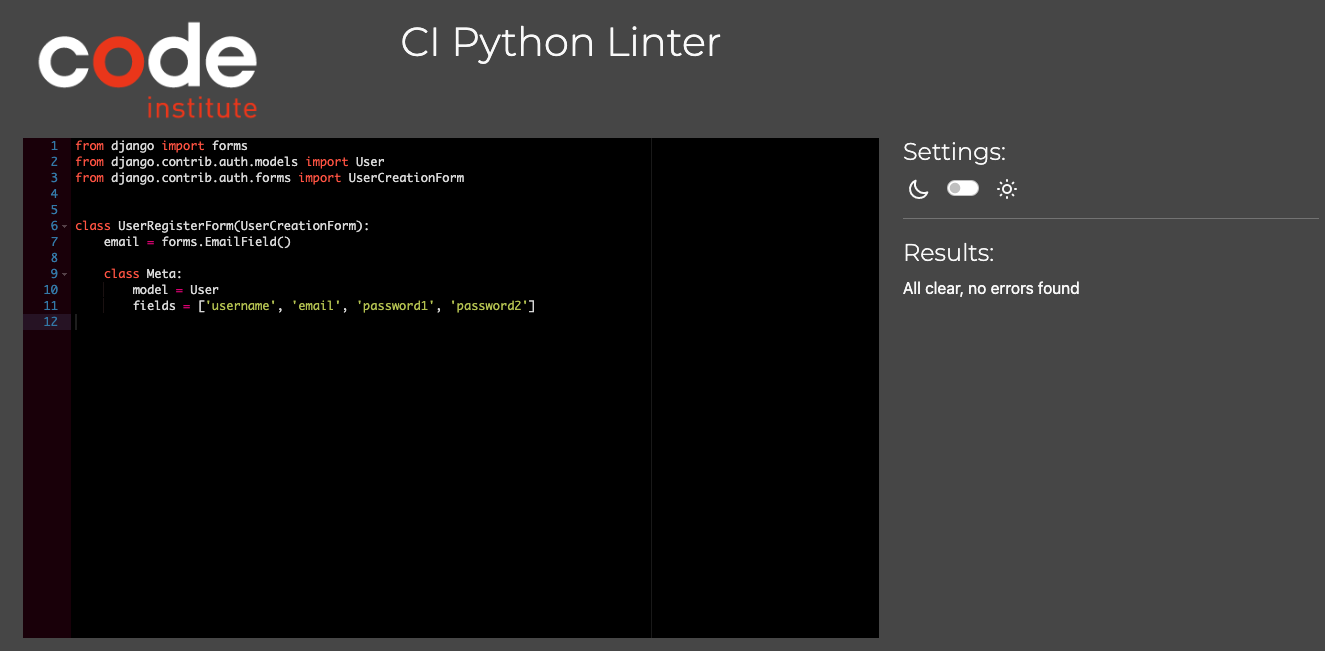 code
institute
CI Python Linter
1 from django import forms
2 from django.contrib.auth.models import User
3 from django.contrib.auth.forms import UserCreationForm
4
5
6 class UserRegisterForm(UserCreationForm):
7     email = forms.EmailField()
8
9     class Meta:
10         model = User
11         fields = ['username', 'email', 'password1', 'password2']
12
Settings:
Results:
All clear, no errors found